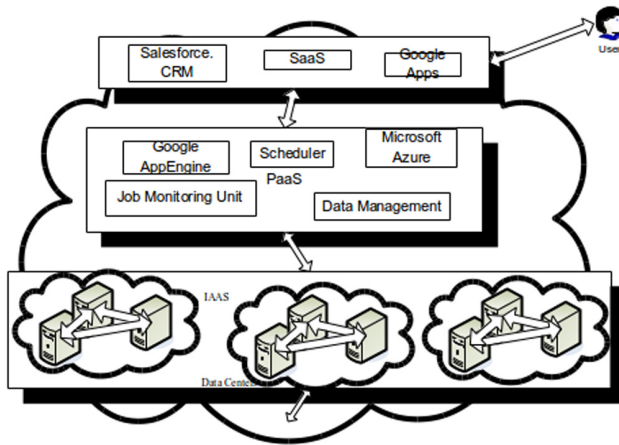 Salesforce.
CRM
SaaS
Google
Apps
User
Google
AppEngine
Scheduler
Microsoft
Azure
PaaS
Job Monitoring Unit
Data Management
IAAS
Data Center